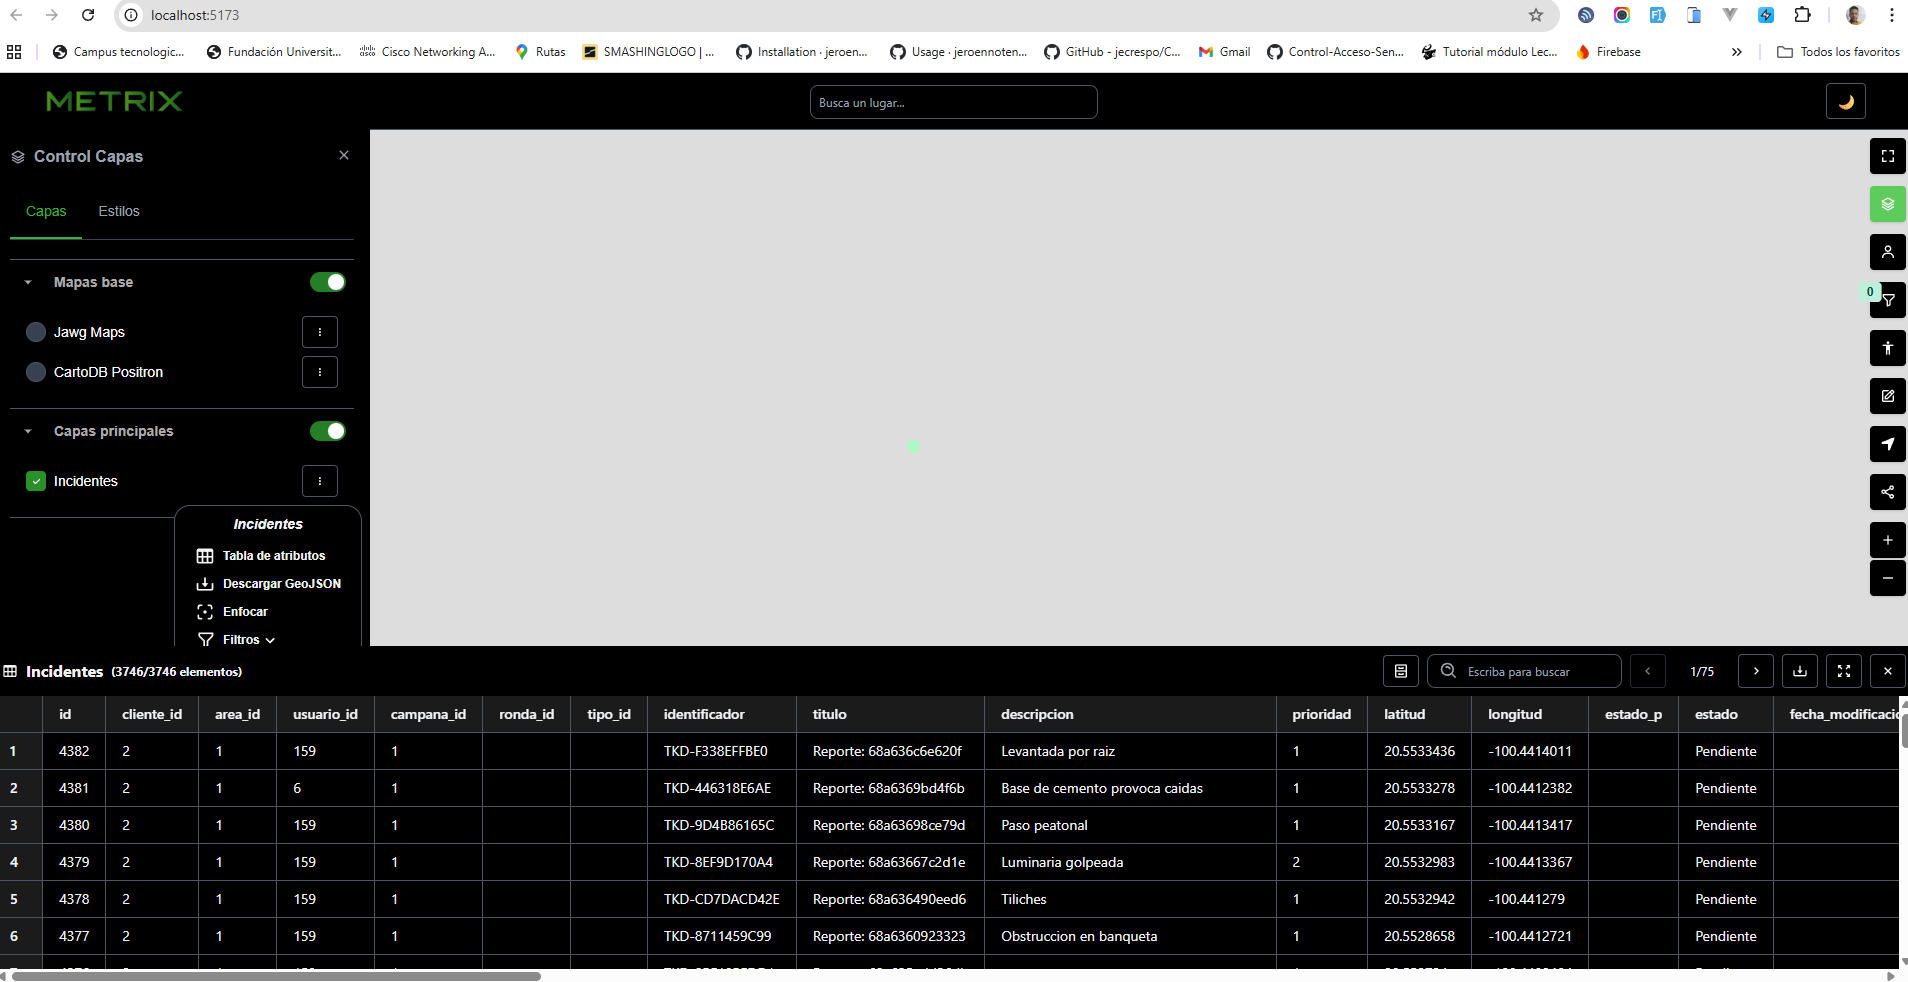 localhost:5173
Campus tecnologic...
Fundación Universit...
Cisco Networking A...
Rutas
SMASHINGLOGO | ...
Installation · jeroen...
Usage · jeroennoten...
GitHub - jecrespo/C...
Gmail
Control-Acceso-Sen...
Tutorial módulo Lec...
Firebase
Todos los favoritos
METRIX
Busca un lugar...
Control Capas
Capas Estilos
Mapas base
Jawg Maps
CartoDB Positron
Capas principales
Incidentes
Incidentes
Tabla de atributos
Descargar GeoJSON
Enfocar
Filtros
0
Incidentes (3746/3746 elementos)
Escriba para buscar
1/75
id cliente_id area_id usuario_id campana_id ronda_id tipo_id identificador titulo descripcion prioridad latitud longitud estado_p estado fecha_modificacio
1 4382 2 1 159 1 TKD-F338EFFBE0 Reporte: 68a636c6e620f Levantada por raiz 1 20.5533436 -100.4414011 Pendiente
2 4381 2 1 6 1 TKD-446318E6AE Reporte: 68a6369bd4f6b Base de cemento provoca caidas 1 20.5533278 -100.4412382 Pendiente
3 4380 2 1 159 1 TKD-9D4B86165C Reporte: 68a63698ce79d Paso peatonal 1 20.5533167 -100.4413417 Pendiente
4 4379 2 1 159 1 TKD-8EF9D170A4 Reporte: 68a63667c2d1e Luminaria golpeada 2 20.5532983 -100.4413367 Pendiente
5 4378 2 1 159 1 TKD-CD7DACD42E Reporte: 68a636490eed6 Tiliches 1 20.5532942 -100.441279 Pendiente
6 4377 2 1 159 1 TKD-8711459C99 Reporte: 68a6360923323 Obstruccion en banqueta 1 20.5528658 -100.4412721 Pendiente